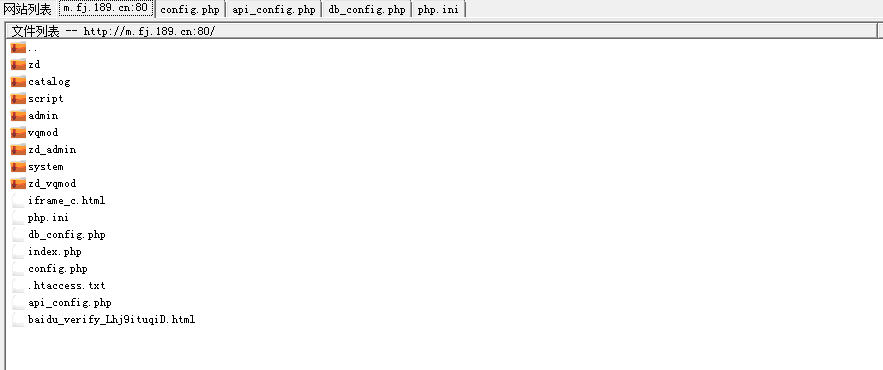 网站列表 m.fj.189.cn:80 config.php api_config.php db_config.php php.ini
文件列表 -- http://m.fj.189.cn:80/
..
zd
catalog
script
admin
vqmod
zd_admin
system
zd_vqmod
iframe_c.html
php.ini
db_config.php
index.php
config.php
.htaccess.txt
api_config.php
baidu_verify_Lhj9ituqiD.html